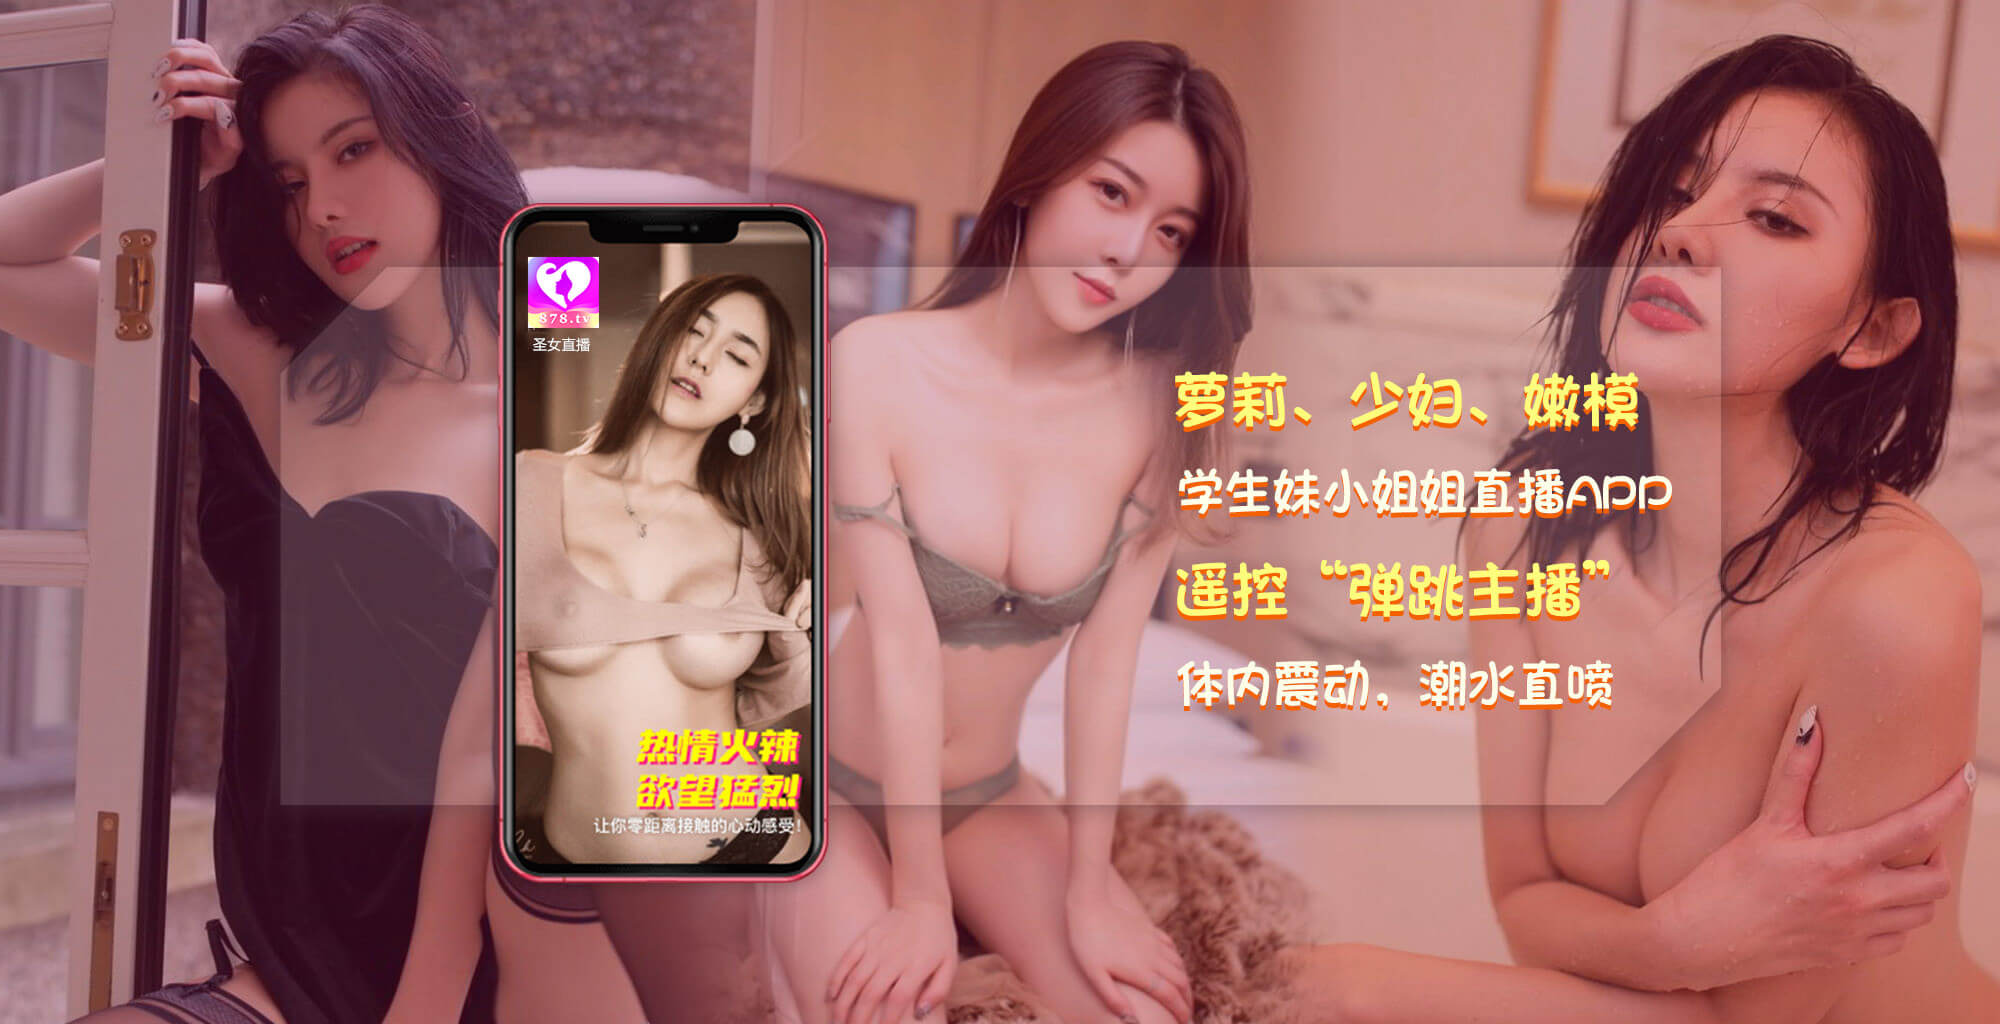 878.tv
圣女直播
热情火辣
欲望猛烈
让你零距离接触的心动感受!
萝莉、少妇、嫩模
学生妹小姐姐直播APP
遥控“弹跳主播”
体内震动，潮水直喷